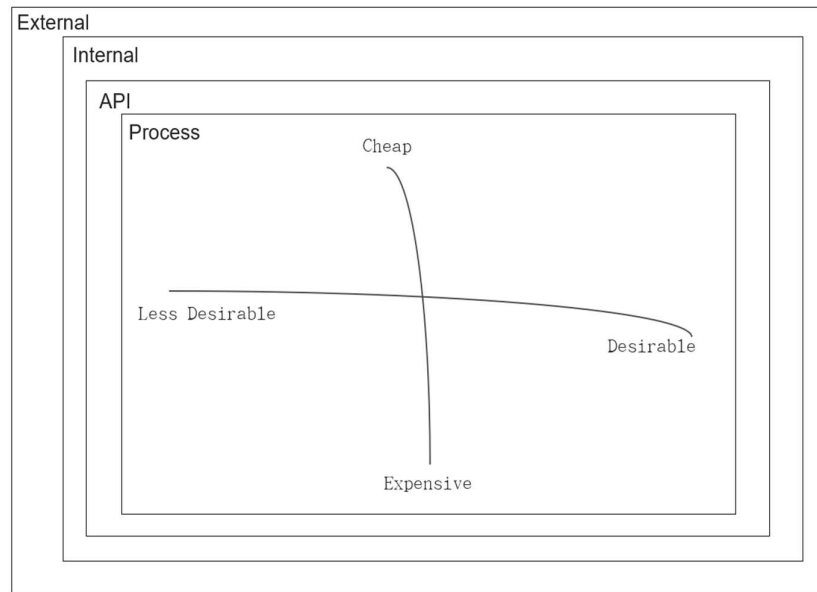 External
Internal
API
Process
Cheap
Less Desirable
Desirable
Expensive